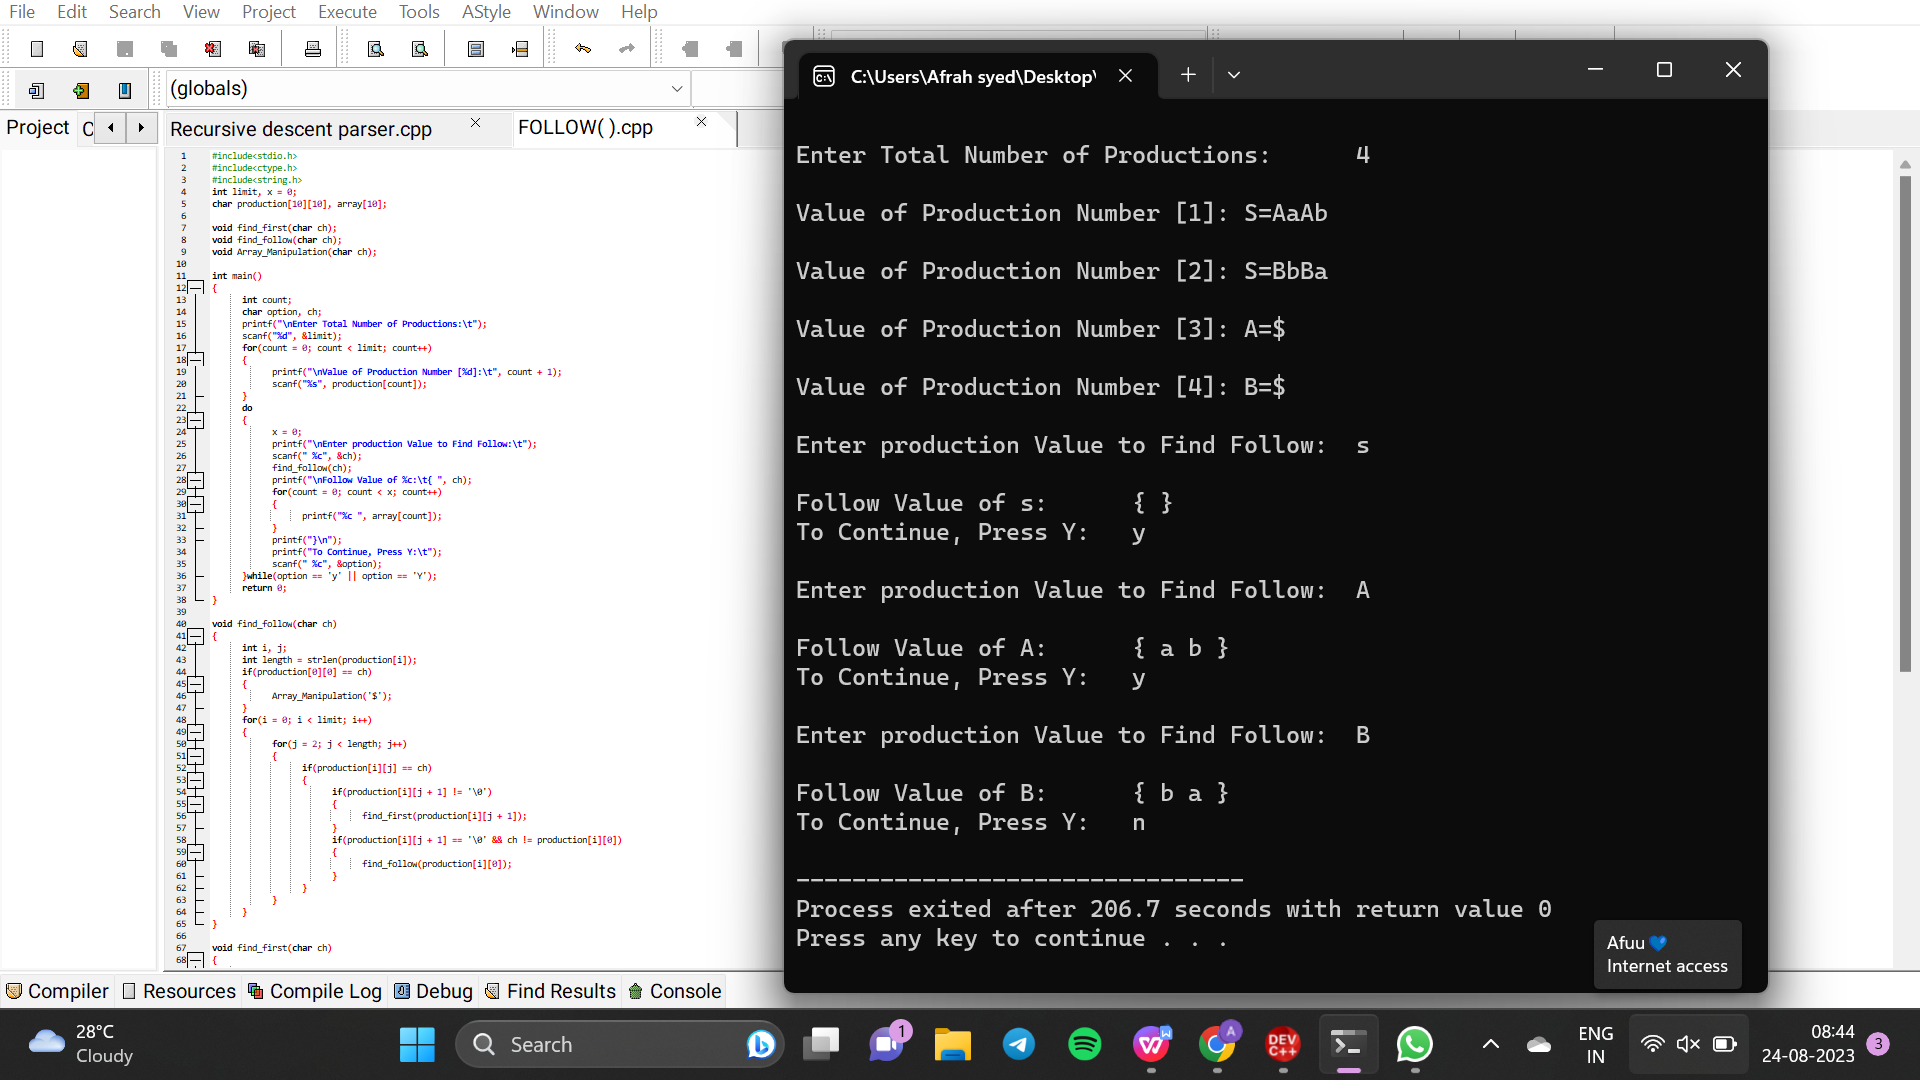 File Edit Search View Project Execute Tools AStyle Window Help
(globals)
Project
Recursive descent parser.cpp
FOLLOW( ).cpp
1 #include<stdio.h>
2 #include<ctype.h>
3 #include<string.h>
4 int limit, x = 0;
5 char production[10][10], array[10];
6
7 void find_first(char ch);
8 void find_follow(char ch);
9 void Array_Manipulation(char ch);
10
11 int main()
12 {
13 int count;
14 char option, ch;
15 printf("\nEnter Total Number of Productions:\t");
16 scanf("%d", &limit);
17 for(count = 0; count < limit; count++)
18 {
19 printf("\nValue of Production Number [%d]:\t", count + 1);
20 scanf("%s", production[count]);
21 }
22 do
23 {
24 x = 0;
25 printf("\nEnter production Value to Find Follow:\t");
26 scanf(" %c", &ch);
27 find_follow(ch);
28 printf("\nFollow Value of %c:\t{ ", ch);
29 for(count = 0; count < x; count++)
30 {
31 printf("%c ", array[count]);
32 }
33 printf("}\n");
34 printf("To Continue, Press Y:\t");
35 scanf(" %c", &option);
36 }while(option == 'y' || option == 'Y');
37 return 0;
38 }
39
40 void find_follow(char ch)
41 {
42 int i, j;
43 int length = strlen(production[i]);
44 if(production[0][0] == ch)
45 {
46 Array_Manipulation('$');
47 }
48 for(i = 0; i < limit; i++)
49 {
50 for(j = 2; j < length; j++)
51 {
52 if(production[i][j] == ch)
53 {
54 if(production[i][j + 1] != '\0')
55 {
56 find_first(production[i][j + 1]);
57 }
58 if(production[i][j + 1] == '\0' && ch != production[i][0])
59 {
60 find_follow(production[i][0]);
61 }
62 }
63 }
64 }
65 }
66
67 void find_first(char ch)
68 {
Compiler Resources Compile Log Debug Find Results Console
C:\Users\Afrah syed\Desktop\
Enter Total Number of Productions: 4
Value of Production Number [1]: S=AaAb
Value of Production Number [2]: S=BbBa
Value of Production Number [3]: A=$
Value of Production Number [4]: B=$
Enter production Value to Find Follow: s
Follow Value of s: { }
To Continue, Press Y: y
Enter production Value to Find Follow: A
Follow Value of A: { a b }
To Continue, Press Y: y
Enter production Value to Find Follow: B
Follow Value of B: { b a }
To Continue, Press Y: n
--------------------------------
Process exited after 206.7 seconds with return value 0
Press any key to continue . . .
Afuu💙
Internet access
28°C
Cloudy
Search
1
A
DEV
C++
ENG
IN
08:44
24-08-2023
3